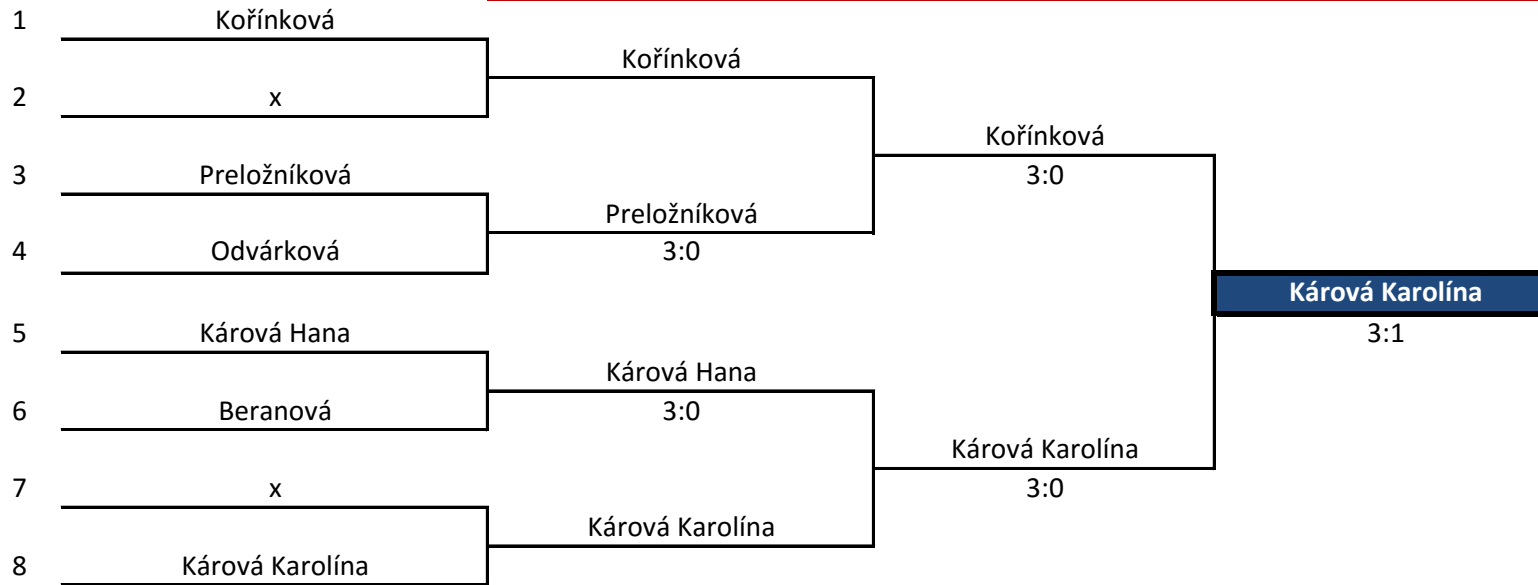 1 Kořínková
Kořínková
2 x
Kořínková
3:0
3 Preložníková
Preložníková
3:0
4 Odvárková
Kárová Karolína
3:1
5 Kárová Hana
Kárová Hana
3:0
6 Beranová
Kárová Karolína
3:0
7 x
Kárová Karolína
8 Kárová Karolína